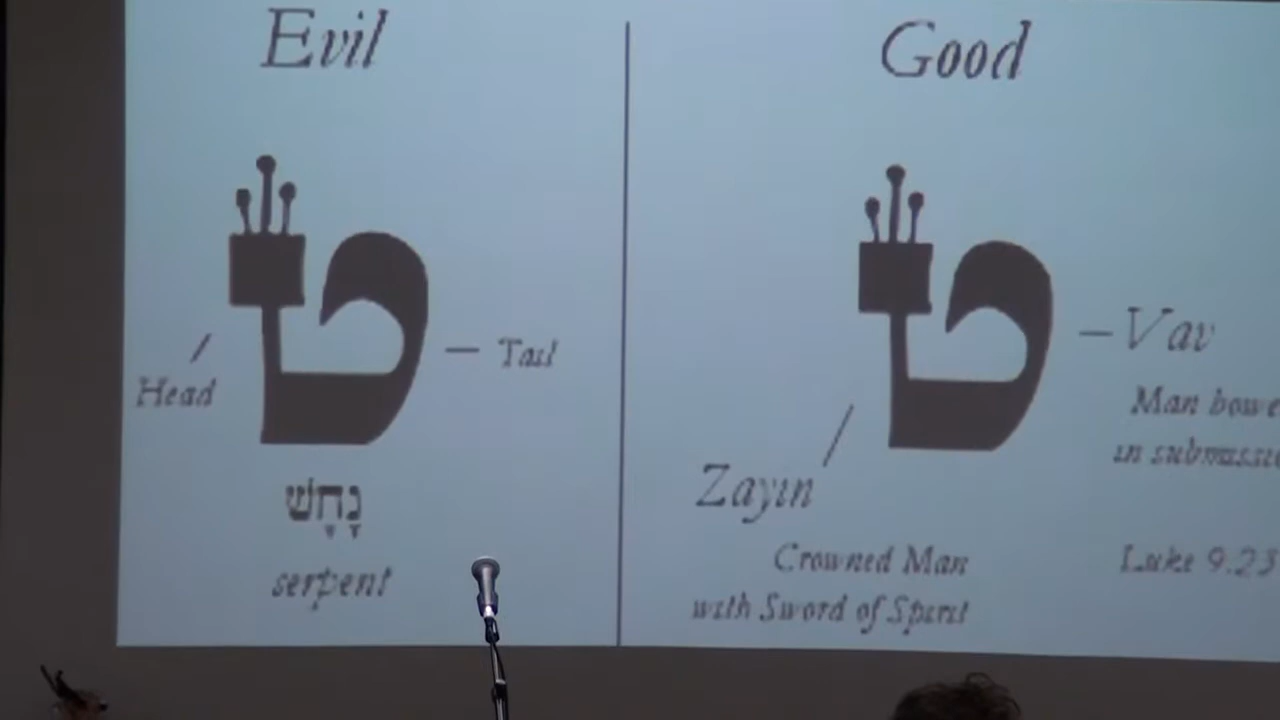 Evil
ט
Head
Tail
נָחָשׁ
serpent
Good
ט
Vav
Man bowe
in submissi
Zayin
Crowned Man
with Sword of Spirit
Luke 9:23